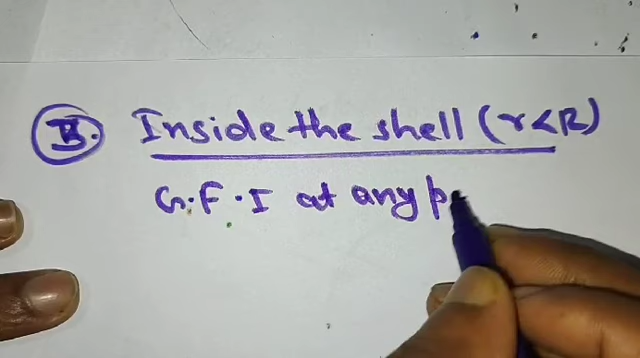 B. Inside the shell (r<R)
G.F.I at any p